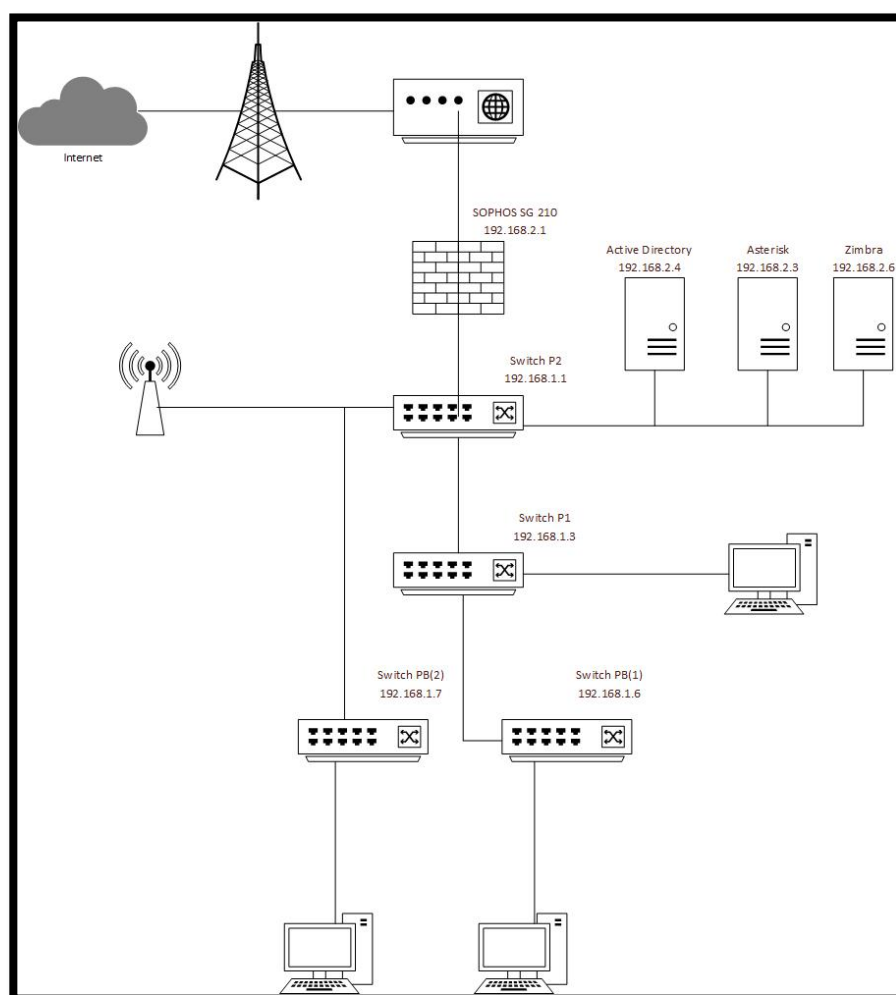 Internet
SOPHOS SG 210
192.168.2.1
Active Directory
192.168.2.4
Asterisk
192.168.2.3
Zimbra
192.168.2.6
Switch P2
192.168.1.1
Switch P1
192.168.1.3
Switch PB(2)
192.168.1.7
Switch PB(1)
192.168.1.6